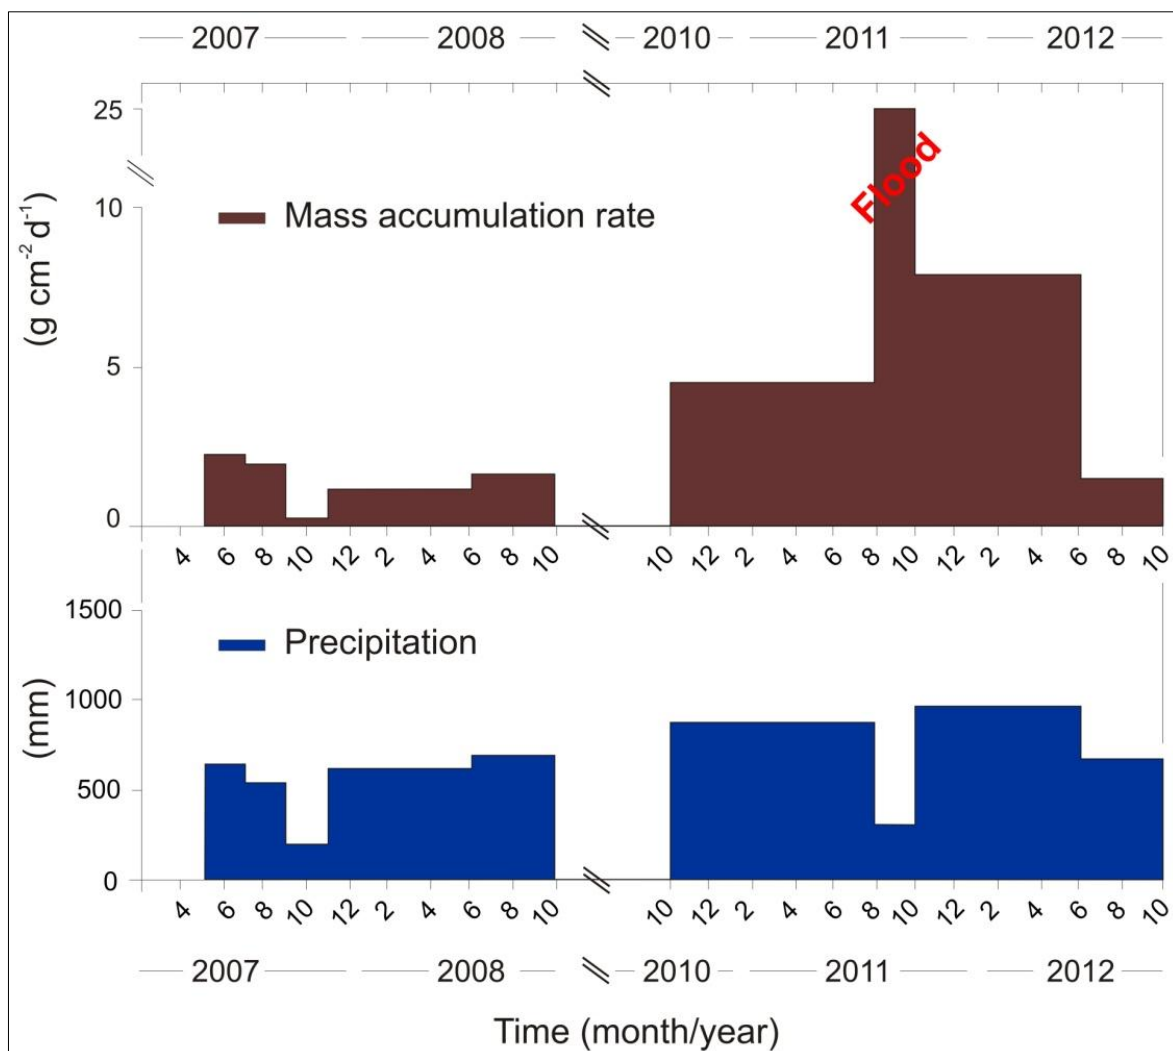 2007 2008 2010 2011 2012
25
Flood
10
Mass accumulation rate
(g cm⁻² d⁻¹)
5
0
4 6 8 10 12 2 4 6 8 10 10 12 2 4 6 8 10 12 2 4 6 10
1500
Precipitation
1000
(mm)
500
0
4 6 8 10 12 2 4 6 8 10 10 12 2 4 6 8 10 12 2 4 6 10
2007 2008 2010 2011 2012
Time (month/year)